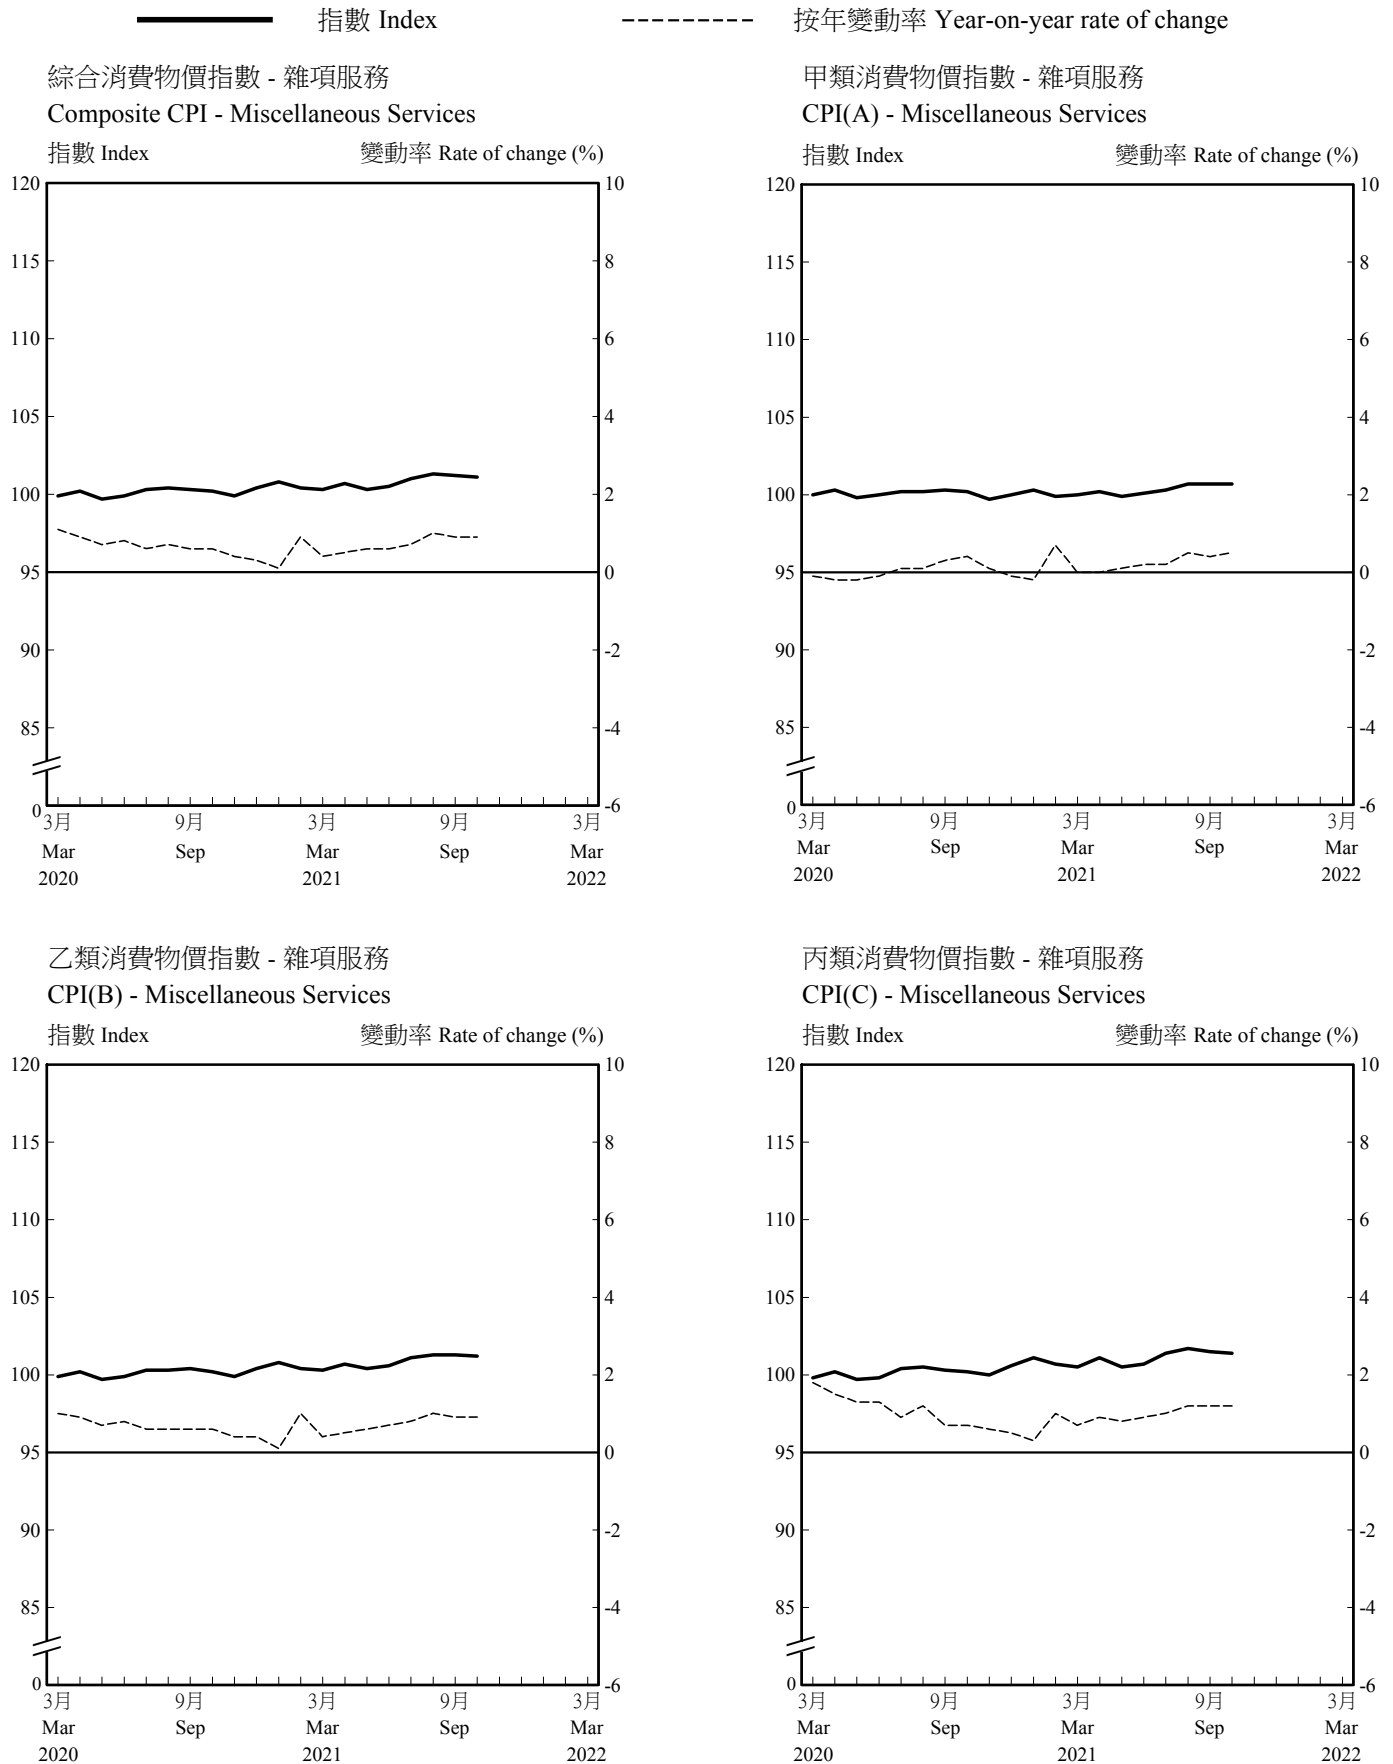 指數 Index
按年變動率 Year-on-year rate of change
綜合消費物價指數 - 雜項服務
Composite CPI - Miscellaneous Services
指數 Index 變動率 Rate of change (%)
120 10
115 8
110 6
105 4
100 2
95 0
90 -2
85 -4
0 -6
3月 9月 3月 9月 3月
Mar Sep Mar Sep Mar
2020 2021 2022
甲類消費物價指數 - 雜項服務
CPI(A) - Miscellaneous Services
指數 Index 變動率 Rate of change (%)
120 10
115 8
110 6
105 4
100 2
95 0
90 -2
85 -4
0 -6
3月 9月 3月 9月 3月
Mar Sep Mar Sep Mar
2020 2021 2022
乙類消費物價指數 - 雜項服務
CPI(B) - Miscellaneous Services
指數 Index 變動率 Rate of change (%)
120 10
115 8
110 6
105 4
100 2
95 0
90 -2
85 -4
0 -6
3月 9月 3月 9月 3月
Mar Sep Mar Sep Mar
2020 2021 2022
丙類消費物價指數 - 雜項服務
CPI(C) - Miscellaneous Services
指數 Index 變動率 Rate of change (%)
120 10
115 8
110 6
105 4
100 2
95 0
90 -2
85 -4
0 -6
3月 9月 3月 9月 3月
Mar Sep Mar Sep Mar
2020 2021 2022